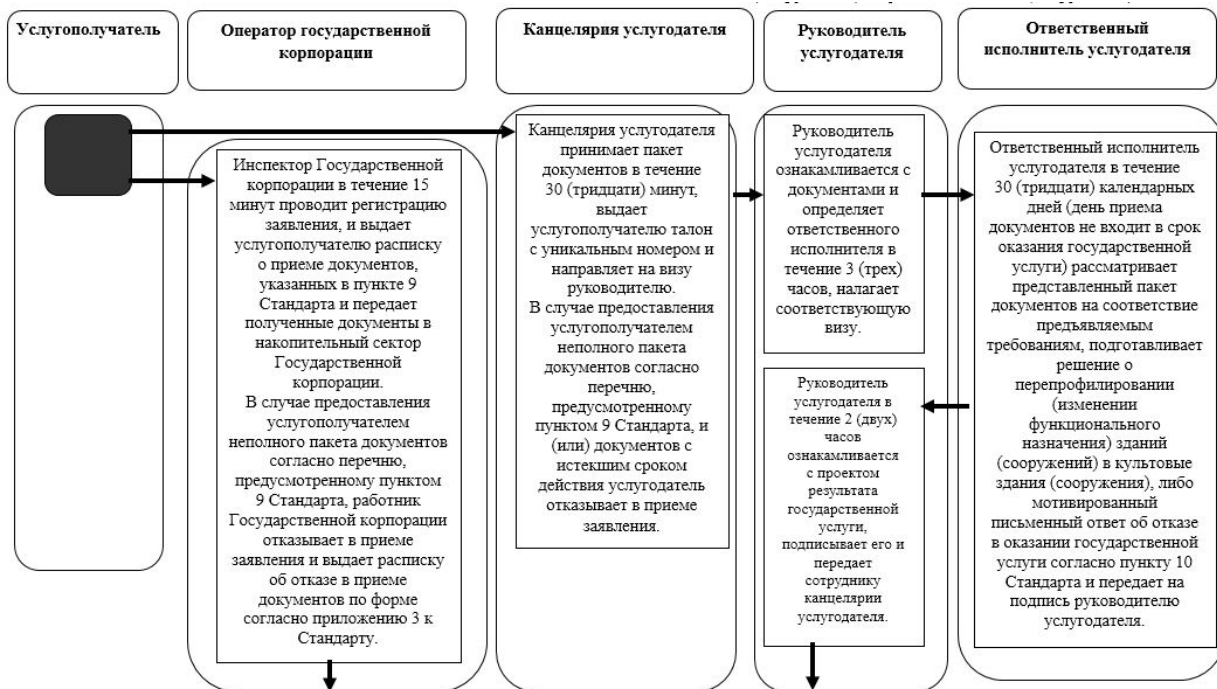 Услугополучатель
Оператор государственной
корпорации
Канцелярия услугодателя
Руководитель
услугодателя
Ответственный
исполнитель услугодателя
Инспектор Государственной
корпорации в течение 15
минут проводит регистрацию
заявления, и выдает
услугополучателю расписку
о приеме документов,
указанных в пункте 9
Стандарта и передает
полученные документы в
накопительный сектор
Государственной
корпорации.
В случае предоставления
услугополучателем
неполного пакета документов
согласно перечню,
предусмотренному пунктом
9 Стандарта, работник
Государственной корпорации
отказывает в приеме
заявления и выдает расписку
об отказе в приеме
документов по форме
согласно приложению 3 к
Стандарту.
Канцелярия услугодателя
принимает пакет
документов в течение
30 (тридцати) минут,
выдает
услугополучателю талон
с уникальным номером и
направляет на визу
руководителю.
В случае предоставления
услугополучателем
неполного пакета
документов согласно
перечню,
предусмотренному
пунктом 9 Стандарта, и
(или) документов с
истекшим сроком
действия услугодатель
отказывает в приеме
заявления.
Руководитель
услугодателя
ознакамливается с
документами и
определяет
ответственного
исполнителя в
течение 3 (трех)
часов, налагает
соответствующую
визу.
Руководитель
услугодателя в
течение 2 (двух)
часов
ознакамливается
с проектом
результата
государственной
услуги,
подписывает его и
передает
сотруднику
канцелярии
услугодателя.
Ответственный исполнитель
услугодателя в течение
30 (тридцати) календарных
дней (день приема
документов не входит в срок
оказания государственной
услуги) рассматривает
представленный пакет
документов на соответствие
предъявляемым
требованиям, подготавливает
решение о
перепрофилировании
(изменении
функционального
назначения) зданий
(сооружений) в культовые
здания (сооружения), либо
мотивированный
письменный ответ об отказе
в оказании государственной
услуги согласно пункту 10
Стандарта и передает на
подпись руководителю
услугодателя.